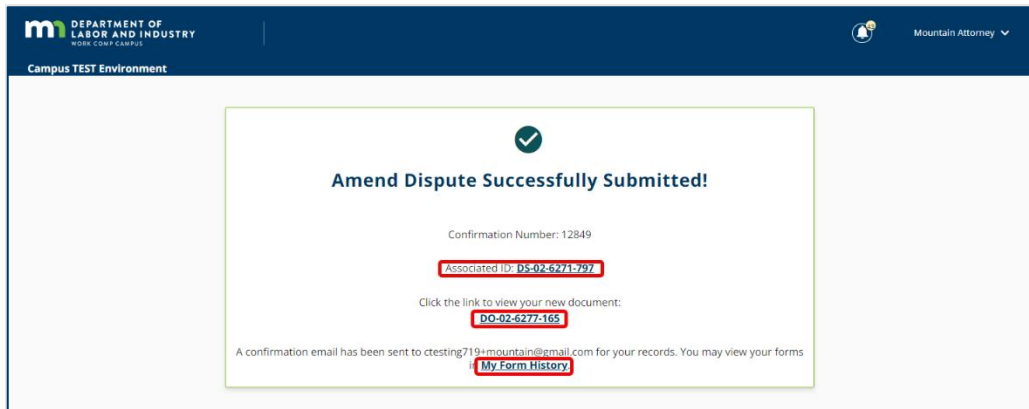 DEPARTMENT OF
LABOR AND INDUSTRY
WORK COMP CAMPUS
Mountain Attorney
Campus TEST Environment
Amend Dispute Successfully Submitted!
Confirmation Number: 12849
Associated ID: DS-02-6271-797
Click the link to view your new document:
DO-02-6277-165
A confirmation email has been sent to ctesting719+mountain@gmail.com for your records. You may view your forms
in My Form History.